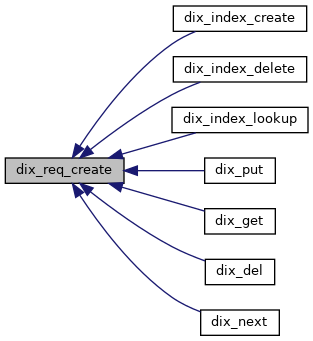 dix_index_create
dix_index_delete
dix_index_lookup
dix_req_create
dix_put
dix_get
dix_del
dix_next